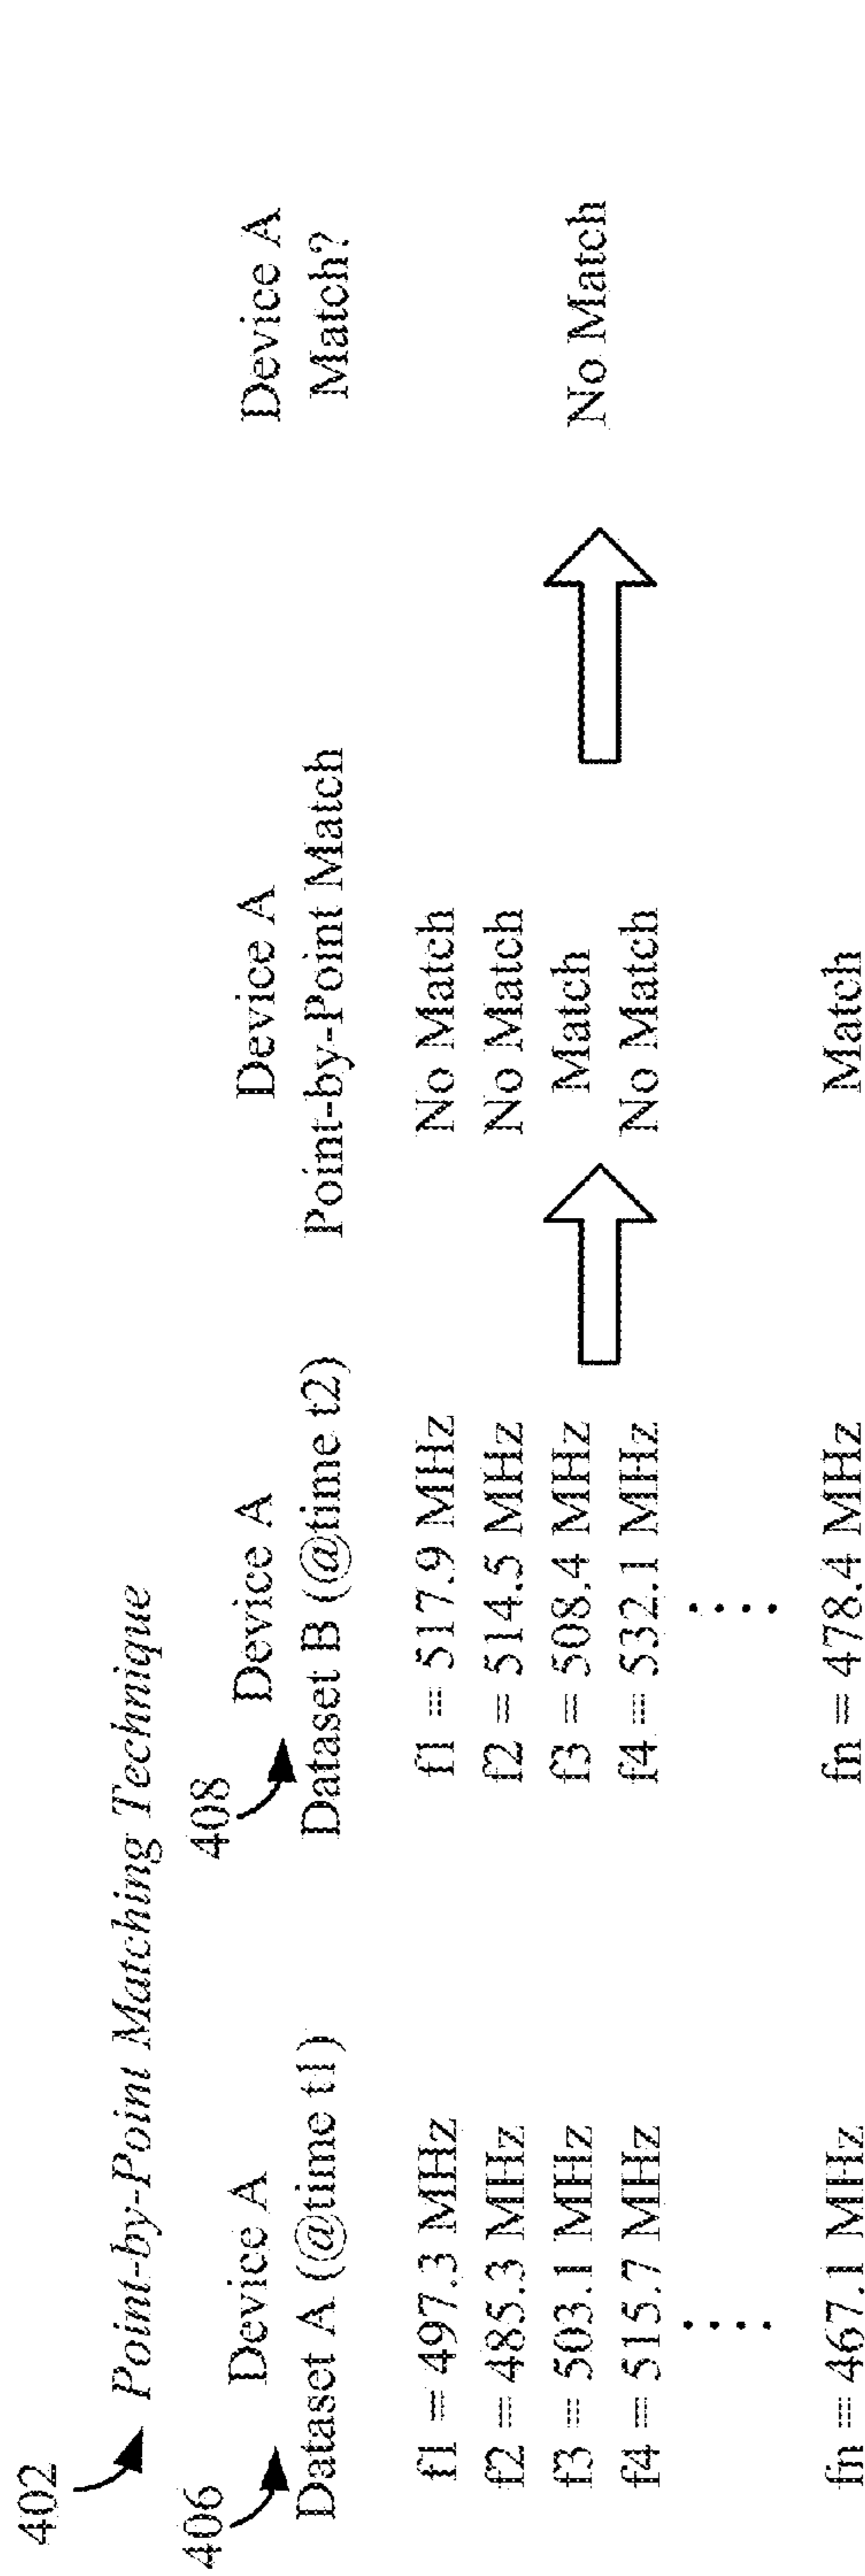 402
Point-by-Point Matching Technique
406
Device A
Dataset A (@time t1)
f1 = 497.3 MHz
f2 = 485.3 MHz
f3 = 503.1 MHz
f4 = 515.7 MHz
....
fn = 467.1 MHz
408
Device A
Dataset B (@time t2)
f1 = 517.9 MHz
f2 = 514.5 MHz
f3 = 508.4 MHz
f4 = 532.1 MHz
....
fn = 478.4 MHz
Device A
Point-by-Point Match
No Match
No Match
Match
No Match
Match
Device A
Match?
No Match